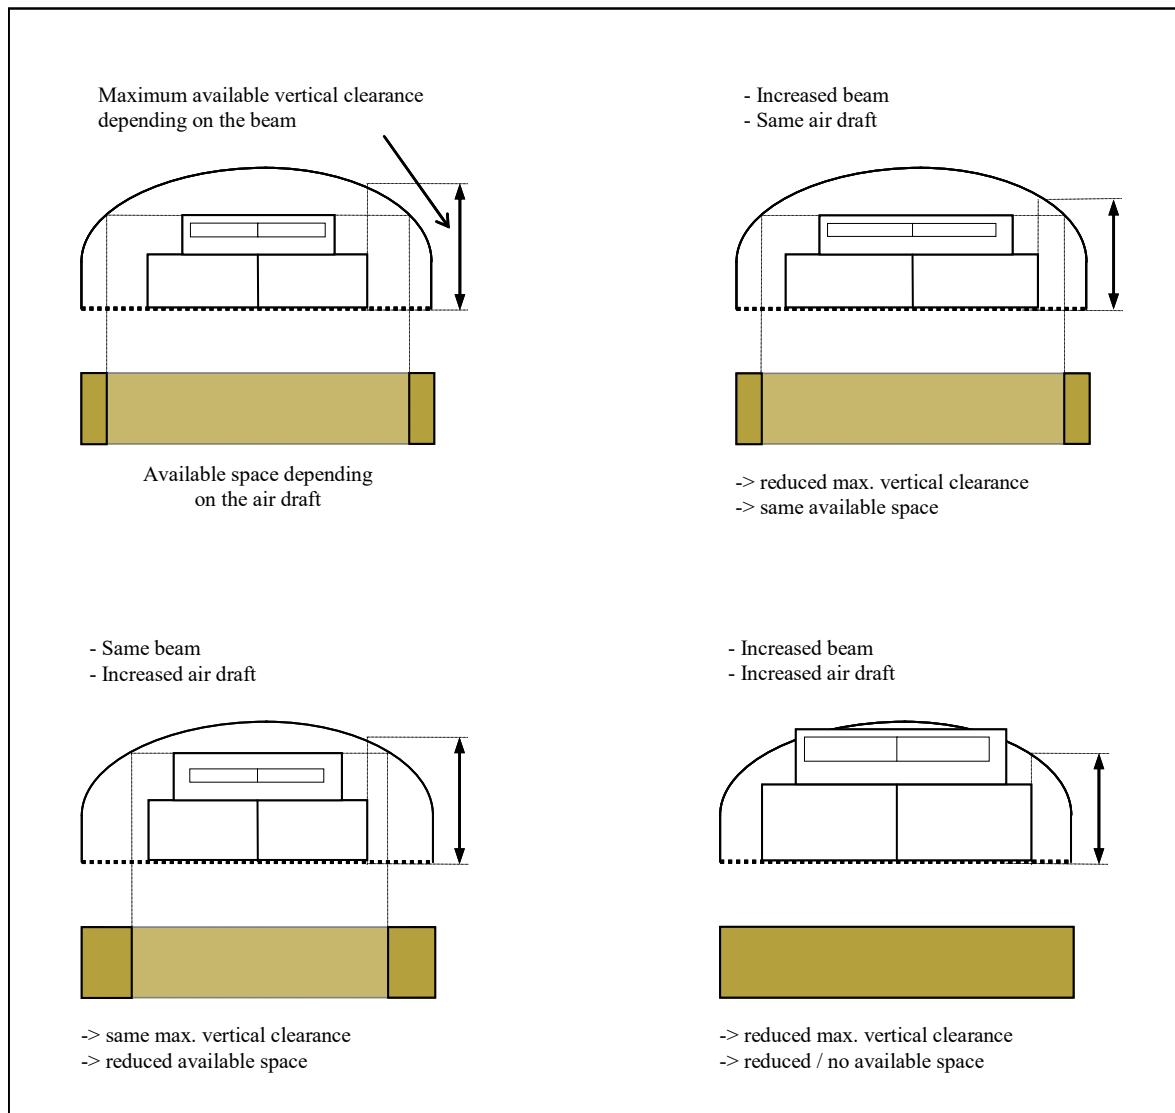 Maximum available vertical clearance
depending on the beam
- Increased beam
- Same air draft
Available space depending
on the air draft
-> reduced max. vertical clearance
-> same available space
- Same beam
- Increased air draft
- Increased beam
- Increased air draft
-> same max. vertical clearance
-> reduced available space
-> reduced max. vertical clearance
-> reduced / no available space